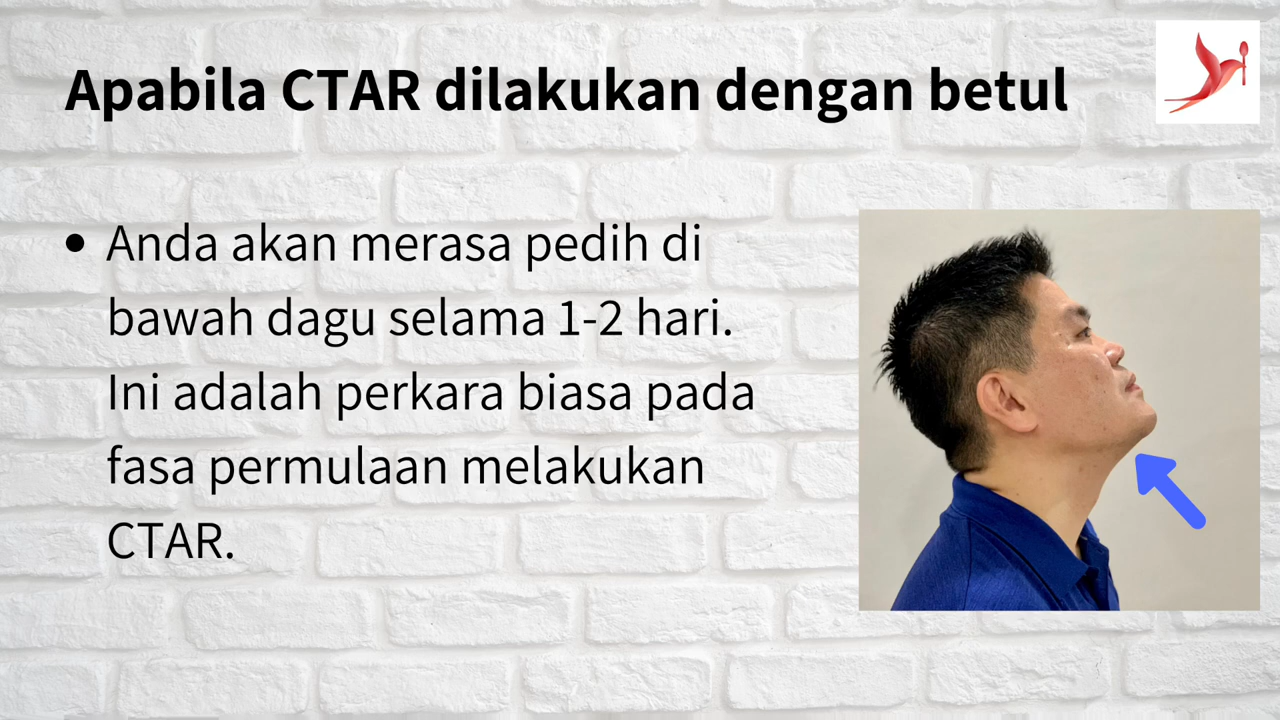 Apabila CTAR dilakukan dengan betul
• Anda akan merasa pedih di
bawah dagu selama 1-2 hari.
Ini adalah perkara biasa pada
fasa permulaan melakukan
CTAR.